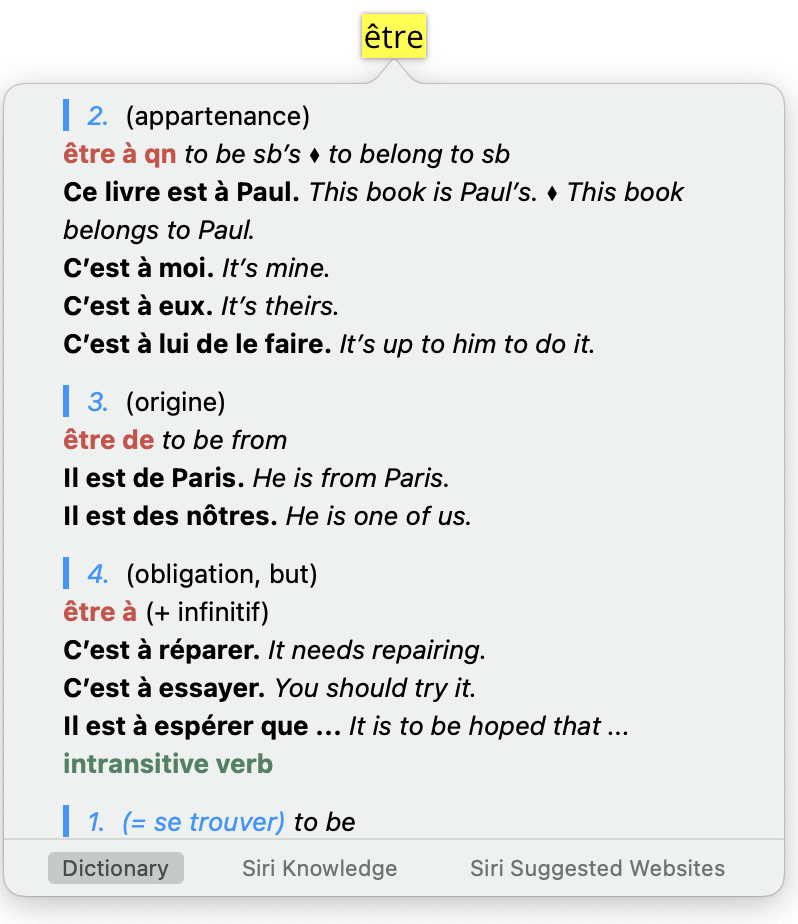 être
2. (appartenance)
être à qn to be sb’s ♦ to belong to sb
Ce livre est à Paul. This book is Paul’s. ♦ This book
belongs to Paul.
C’est à moi. It’s mine.
C’est à eux. It’s theirs.
C’est à lui de le faire. It’s up to him to do it.
3. (origine)
être de to be from
Il est de Paris. He is from Paris.
Il est des nôtres. He is one of us.
4. (obligation, but)
être à (+ infinitif)
C’est à réparer. It needs repairing.
C’est à essayer. You should try it.
Il est à espérer que ... It is to be hoped that ...
intransitive verb
1. (= se trouver) to be
Dictionary Siri Knowledge Siri Suggested Websites